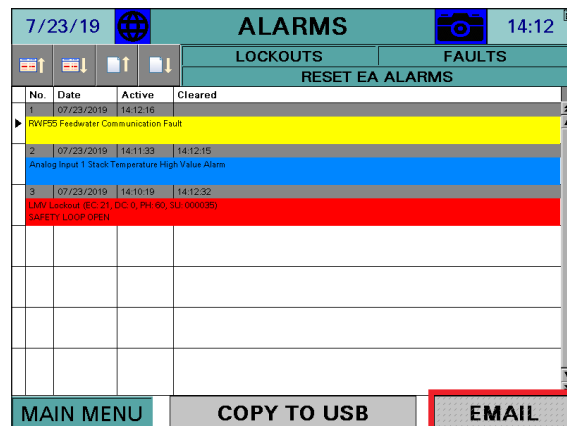 7/23/19 ALARMS 14:12
LOCKOUTS FAULTS
RESET EA ALARMS
No. Date Active Cleared
1 07/23/2019 14:12:16
RWF55 Feedwater Communication Fault
2 07/23/2019 14:11:33 14:12:15
Analog Input 1 Stack Temperature High Value Alarm
3 07/23/2019 14:10:19 14:12:32
LMV Lockout (EC: 21, DC: 0, PH: 60, SU: 000035)
SAFETY LOOP OPEN
MAIN MENU COPY TO USB EMAIL